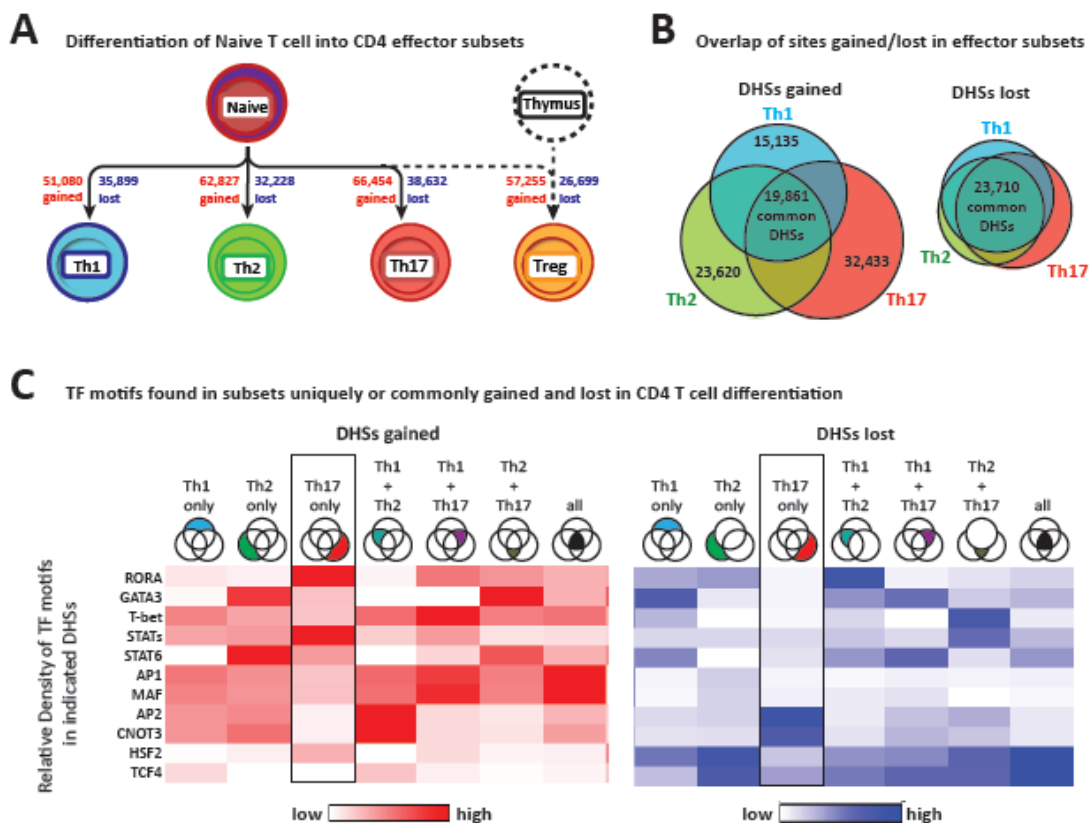 A Differentiation of Naive T cell into CD4 effector subsets
Naive
Thymus
51,080 35,899
gained lost
62,827 32,228
gained lost
66,454 38,632
gained lost
57,255 26,699
gained lost
Th1
Th2
Th17
Treg
B Overlap of sites gained/lost in effector subsets
DHSs gained
Th1
15,135
19,861
common
DHSs
23,620
32,433
Th2
Th17
DHSs lost
Th1
23,710
common
DHSs
Th2
Th17
C TF motifs found in subsets uniquely or commonly gained and lost in CD4 T cell differentiation
DHSs gained
Th1
only
Th2
only
Th17
only
Th1
+
Th2
Th1
+
Th17
Th2
+
Th17
all
DHSs lost
Th1
only
Th2
only
Th17
only
Th1
+
Th2
Th1
+
Th17
Th2
+
Th17
all
Relative Density of TF motifs
in indicated DHSs
RORA
GATA3
T-bet
STATs
STAT6
AP1
MAF
AP2
CNOT3
HSF2
TCF4
low high
low high